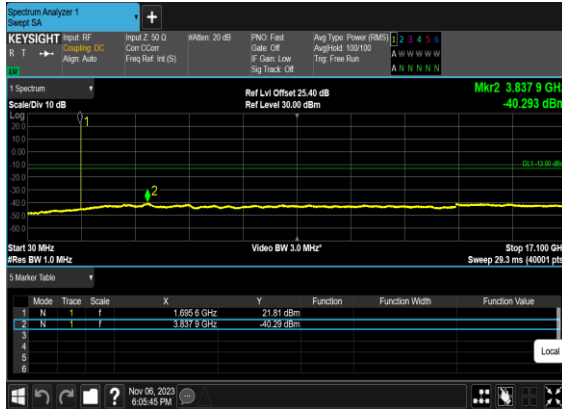 Spectrum Analyzer 1
Swept SA
+
KEYSIGHT Input: RF Input Z: 50 Ω #Atten: 20 dB PNO: Fast Avg Type: Power (RMS) 1 2 3 4 5 6
R T Coupling: DC Corr CCorr Gate: Off Avg|Hold: 100/100 A W W W W W
Align: Auto Freq Ref: Int (S) IF Gain: Low Trig: Free Run
Sig Track: Off A N N N N N
LU
1 Spectrum Ref Lvl Offset 25.40 dB Mkr2 3.837 9 GHz
Scale/Div 10 dB Ref Level 30.00 dBm -40.293 dBm
Log
1
20.0
10.0
0.00
-10.0
DL1 -13.00 dBm
-20.0
-30.0
2
-40.0
-50.0
-60.0
Start 30 MHz Video BW 3.0 MHz* Stop 17.100 GHz
#Res BW 1.0 MHz Sweep 29.3 ms (40001 pts)
5 Marker Table
Mode Trace Scale X Y Function Function Width Function Value
1 N 1 f 1.695 6 GHz 21.81 dBm
2 N 1 f 3.837 9 GHz -40.29 dBm
3
4
5
6
Local
? Nov 06, 2023
6:05:45 PM